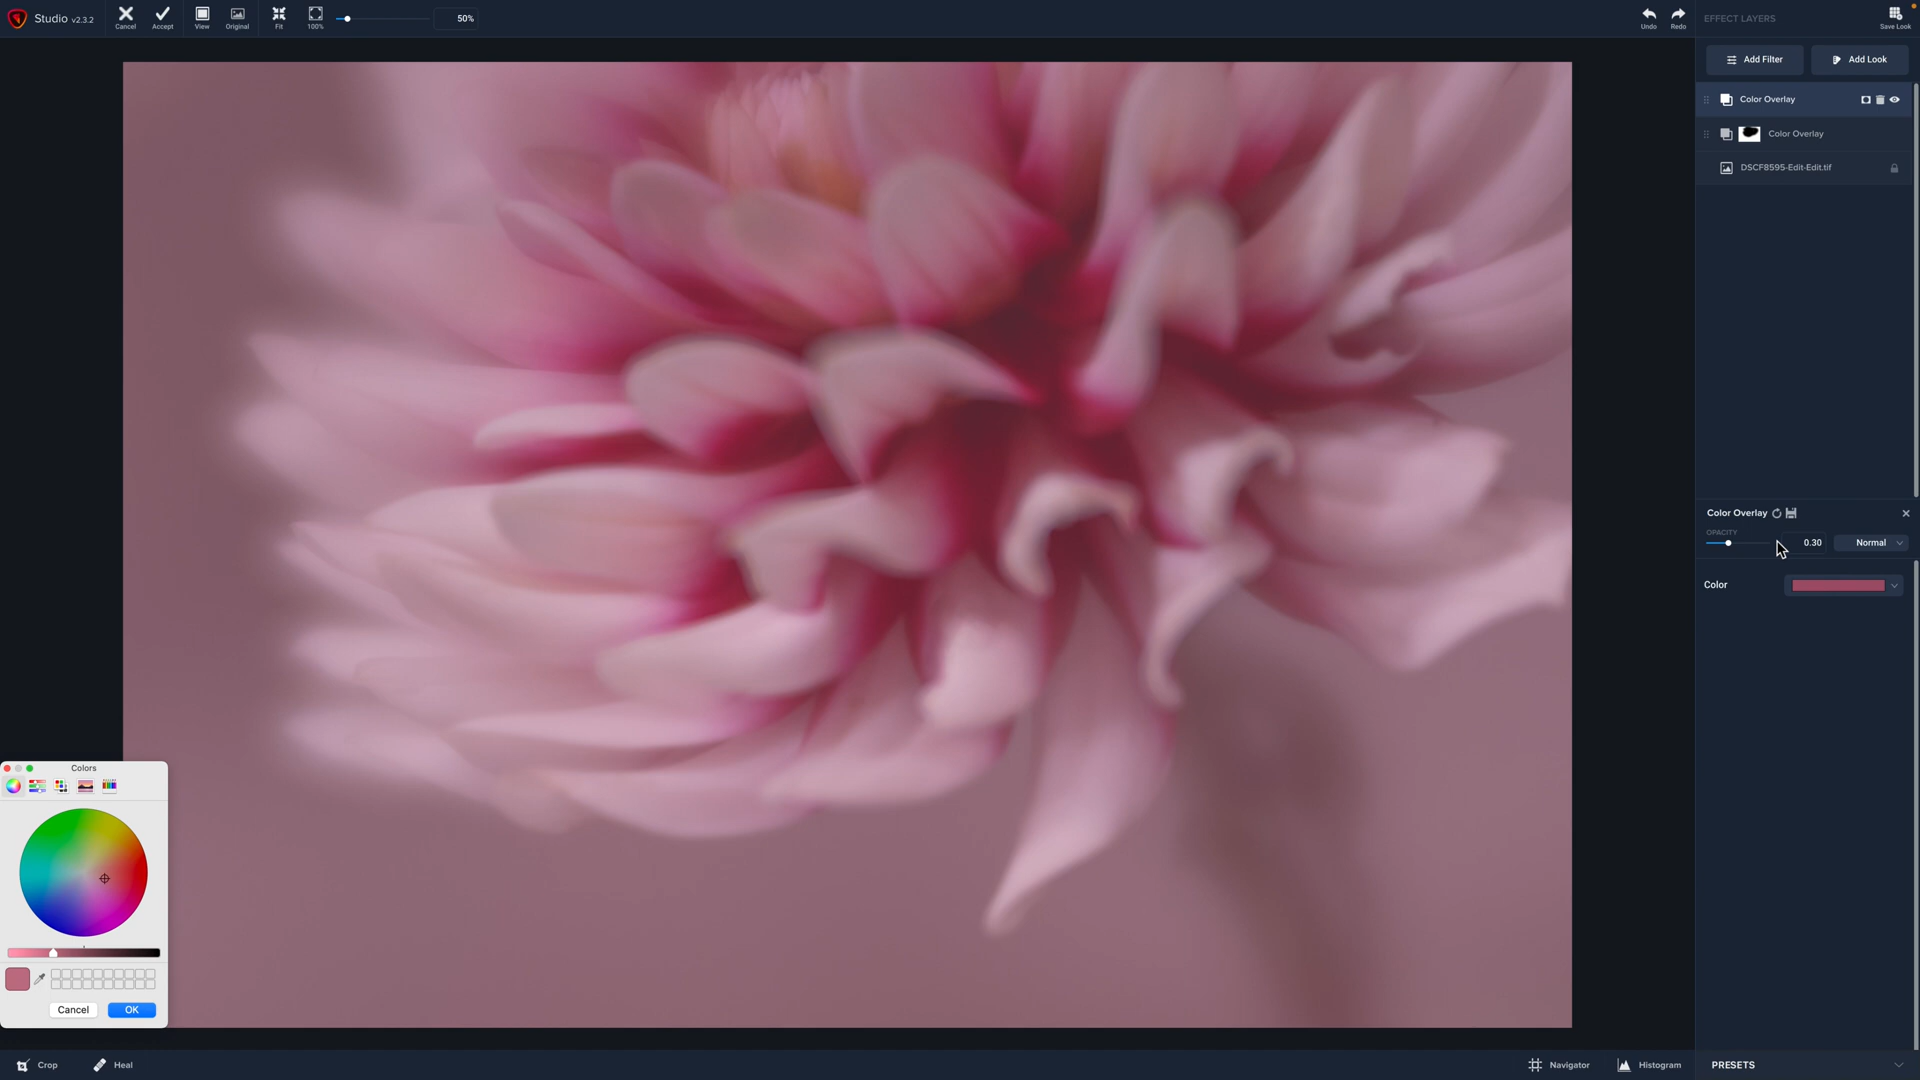 Studio v2.3.2
Cancel
Accept
View
Original
Fit
100%
50%
Undo
Redo
EFFECT LAYERS
Save Look
Add Filter
Add Look
Color Overlay
Color Overlay
DSCF8595-Edit-Edit.tif
Color Overlay
OPACITY
0.30
Normal
Color
Colors
Cancel
OK
Crop
Heal
Navigator
Histogram
PRESETS